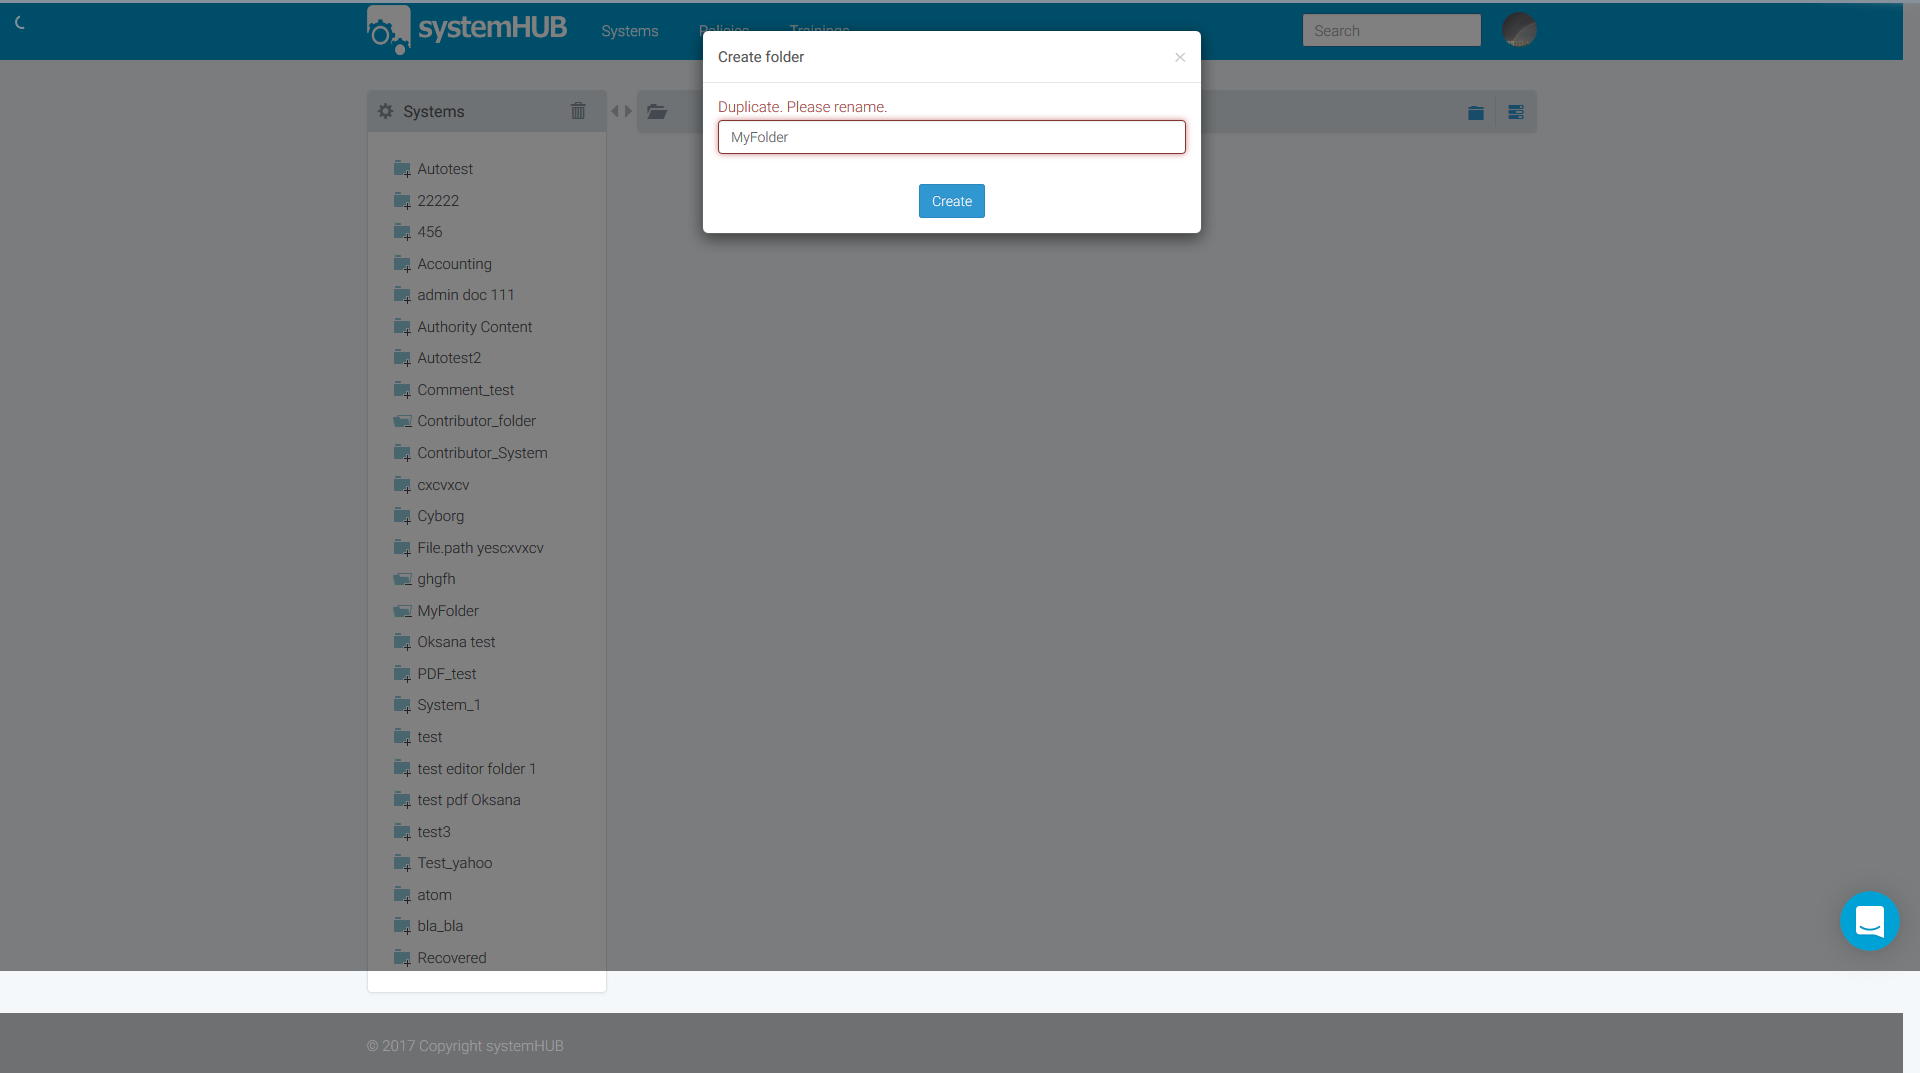 systemHUB
Systems
Policies
Trainings
Search
Create folder
×
Duplicate. Please rename.
MyFolder
Create
Systems
Autotest
22222
456
Accounting
admin doc 111
Authority Content
Autotest2
Comment_test
Contributor_folder
Contributor_System
cxcvxcv
Cyborg
File.path yescxvxcv
ghgfh
MyFolder
Oksana test
PDF_test
System_1
test
test editor folder 1
test pdf Oksana
test3
Test_yahoo
atom
bla_bla
Recovered
© 2017 Copyright systemHUB